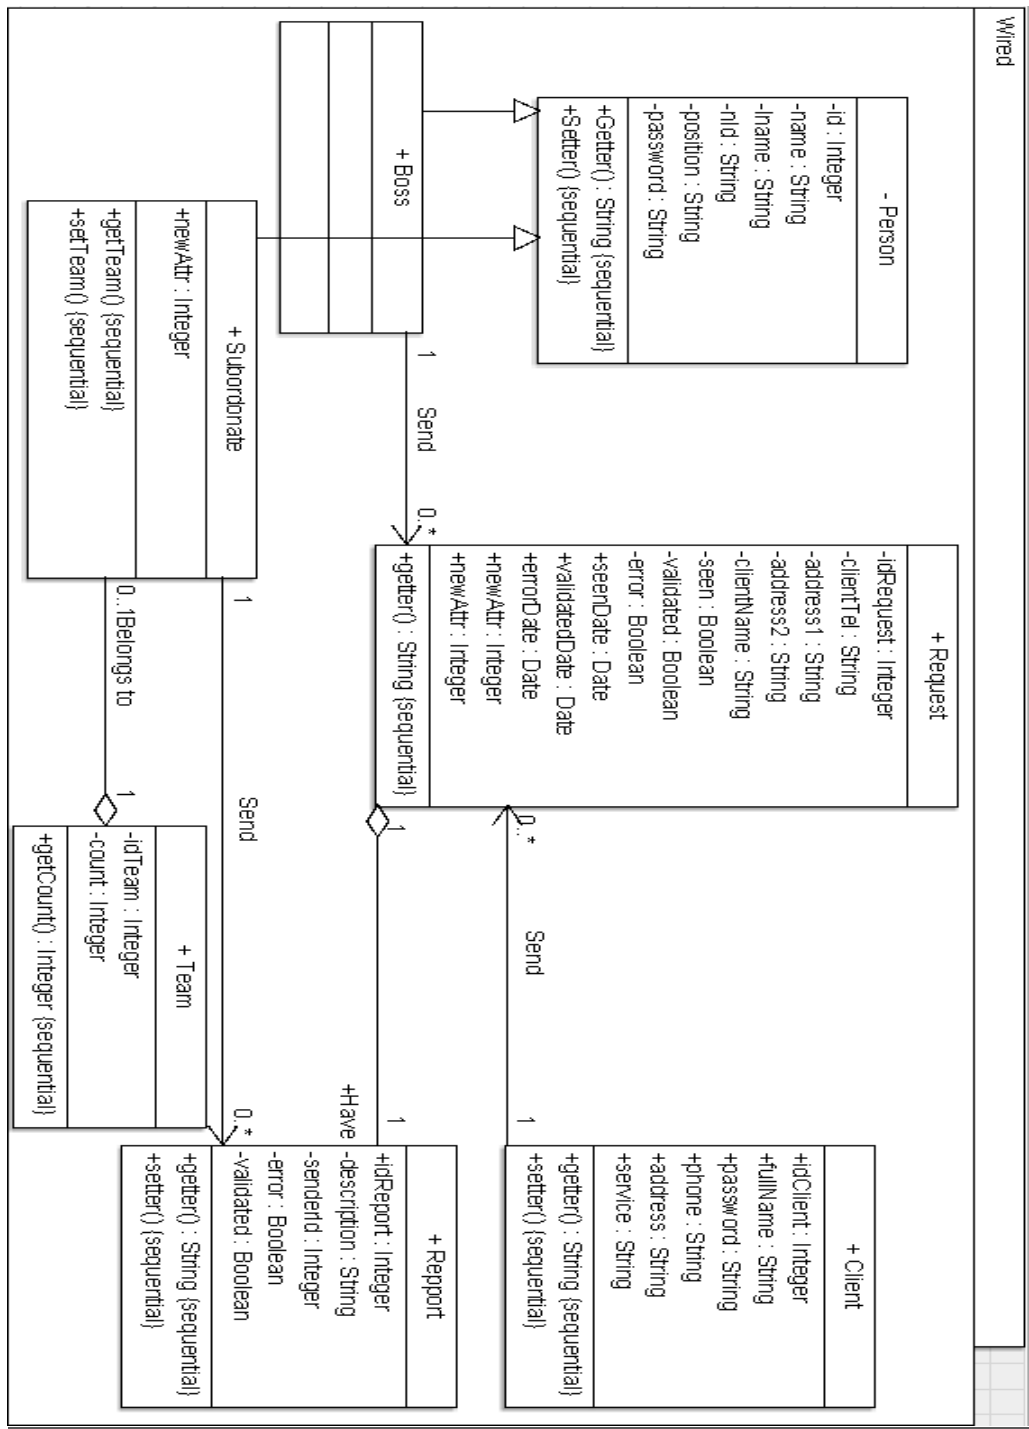 Wired
- Person
-id : Integer
-name : String
-lname : String
-nId : String
-position : String
-password : String
+Getter() : String {sequential}
+Setter() {sequential}
+ Boss
+ Subordonate
+newAttr : Integer
+getTeam() {sequential}
+setTeam() {sequential}
1
Send
0..*
+ Request
-idRequest : Integer
-clientTel : String
-address1 : String
-address2 : String
-clientName : String
-seen : Boolean
-validated : Boolean
-error : Boolean
+seenDate : Date
+validatedDate : Date
+errorDate : Date
+newAttr : Integer
+newAttr : Integer
+getter() : String {sequential}
1
Send
0..*
0..1Belongs to
1
+ Team
-idTeam : Integer
-count : Integer
+getCount() : Integer {sequential}
0..*
Send
1
1
+Have
1
+ Client
+idClient : Integer
+fullName : String
+password : String
+phone : String
+address : String
+service : String
+getter() : String {sequential}
+setter() {sequential}
+ Repport
+idReport : Integer
-description : String
-senderId : Integer
-error : Boolean
-validated : Boolean
+getter() : String {sequential}
+setter() {sequential}